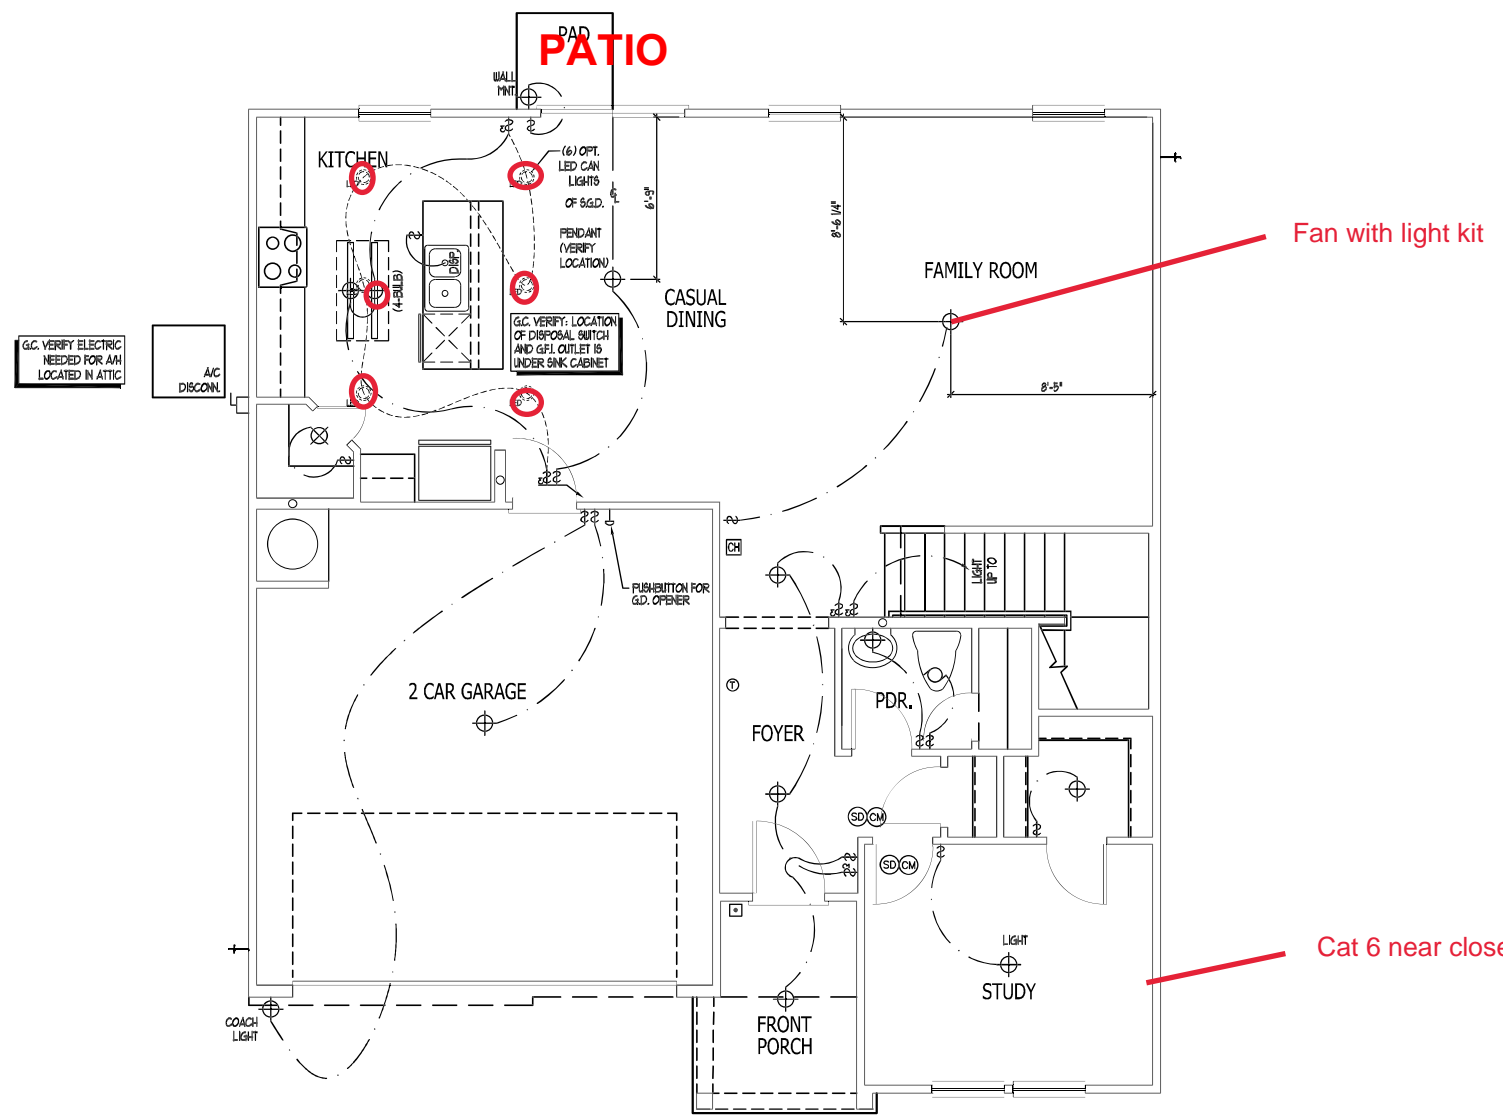 PAD
PATIO
WALL
MNT.
KITCHEN
(6) OPT.
LED CAN
LIGHTS
OF S.G.D.
PENDANT
(VERIFY
LOCATION)
6'-9"
8'-6 1/4"
Fan with light kit
FAMILY ROOM
CASUAL
DINING
DISP.
(4-BULB)
G.C. VERIFY: LOCATION
OF DISPOSAL SWITCH
AND G.F.I. OUTLET IS
UNDER SINK CABINET
G.C. VERIFY ELECTRIC
NEEDED FOR A/H
LOCATED IN ATTIC
A/C
DISCONN.
8'-5"
CH
LIGHT
UP TO
PUSHBUTTON FOR
G.D. OPENER
2 CAR GARAGE
T
PDR.
FOYER
SD CM
SD CM
LIGHT
STUDY
Cat 6 near close
COACH
LIGHT
FRONT
PORCH